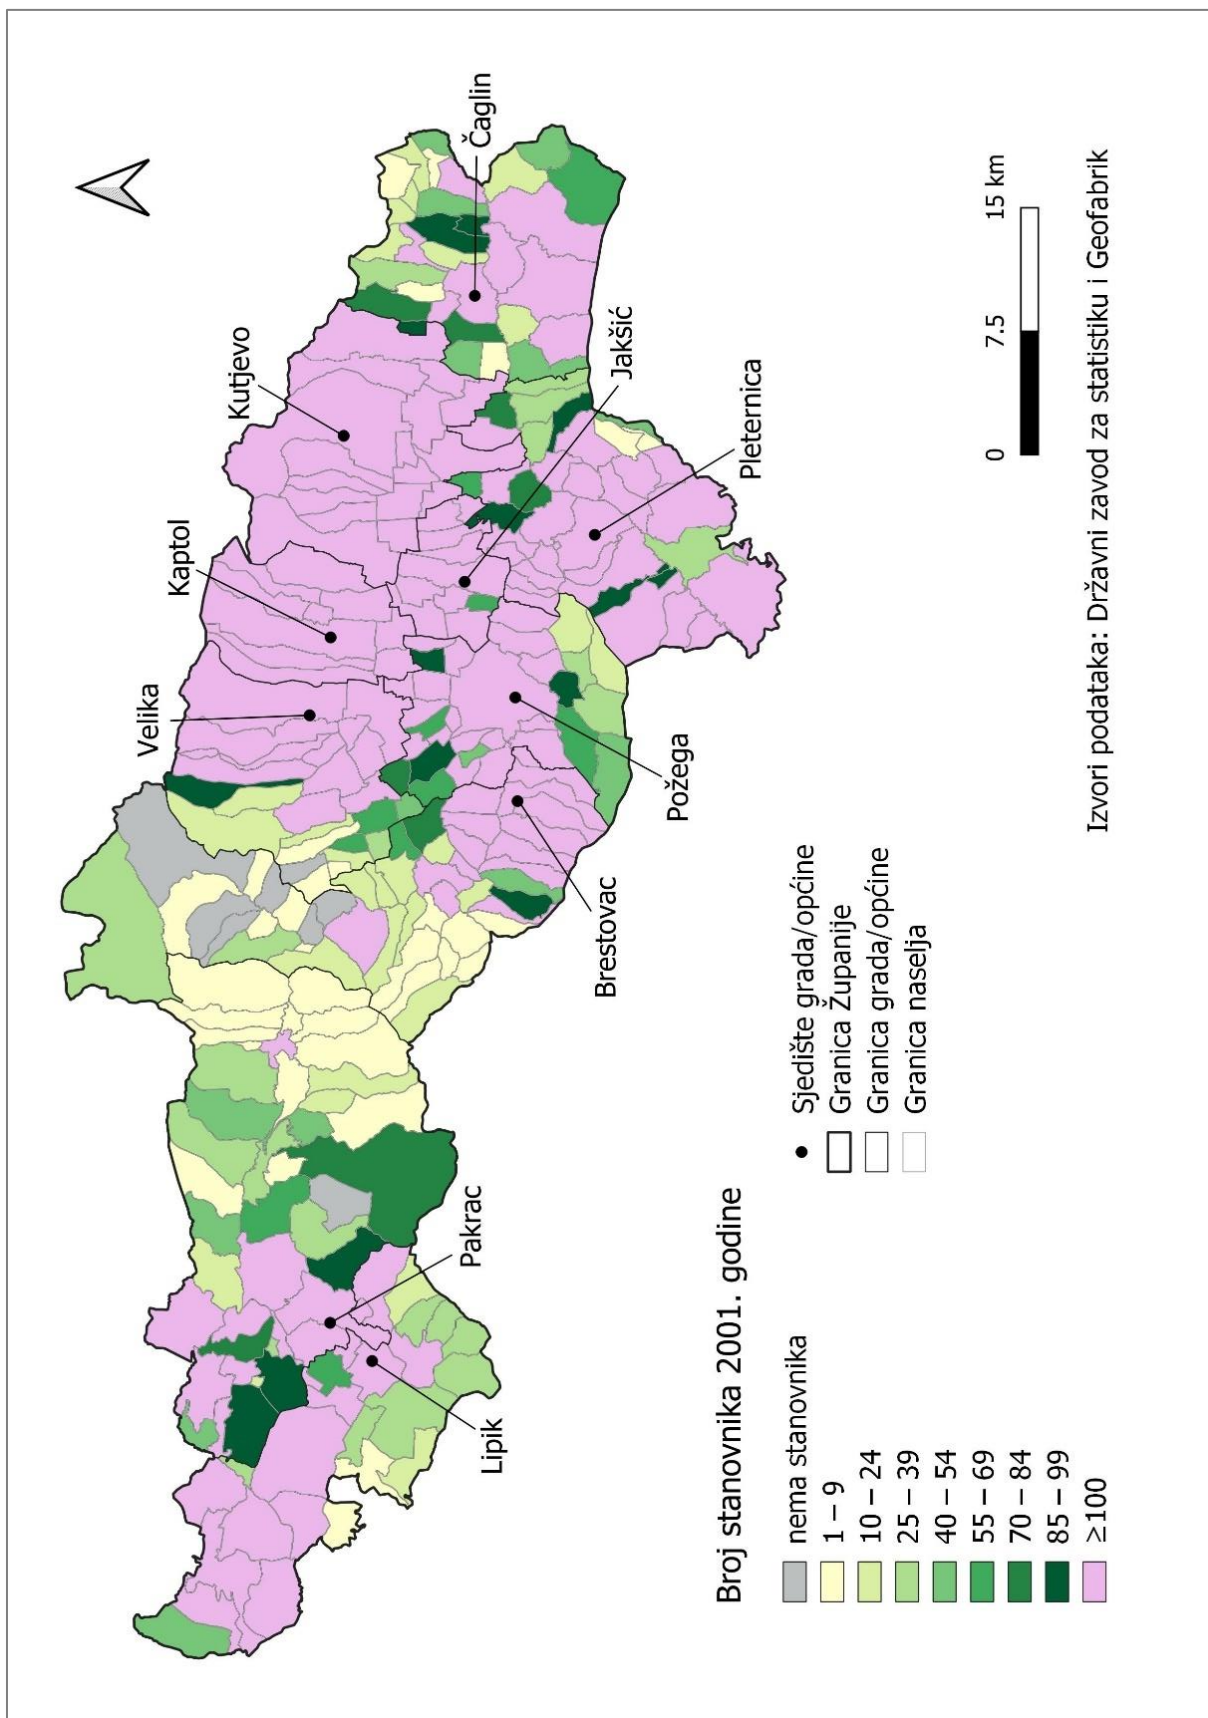 Velika
Kaptol
Kutjevo
Čaglin
Pakrac
Lipik
Brestovac
Požega
Jakšić
Pleternica
Broj stanovnika 2001. godine
nema stanovnika
1 – 9
10 – 24
25 – 39
40 – 54
55 – 69
70 – 84
85 – 99
≥100
Sjedište grada/općine
Granica Županije
Granica grada/općine
Granica naselja
0 7.5 15 km
Izvori podataka: Državni zavod za statistiku i Geofabrik